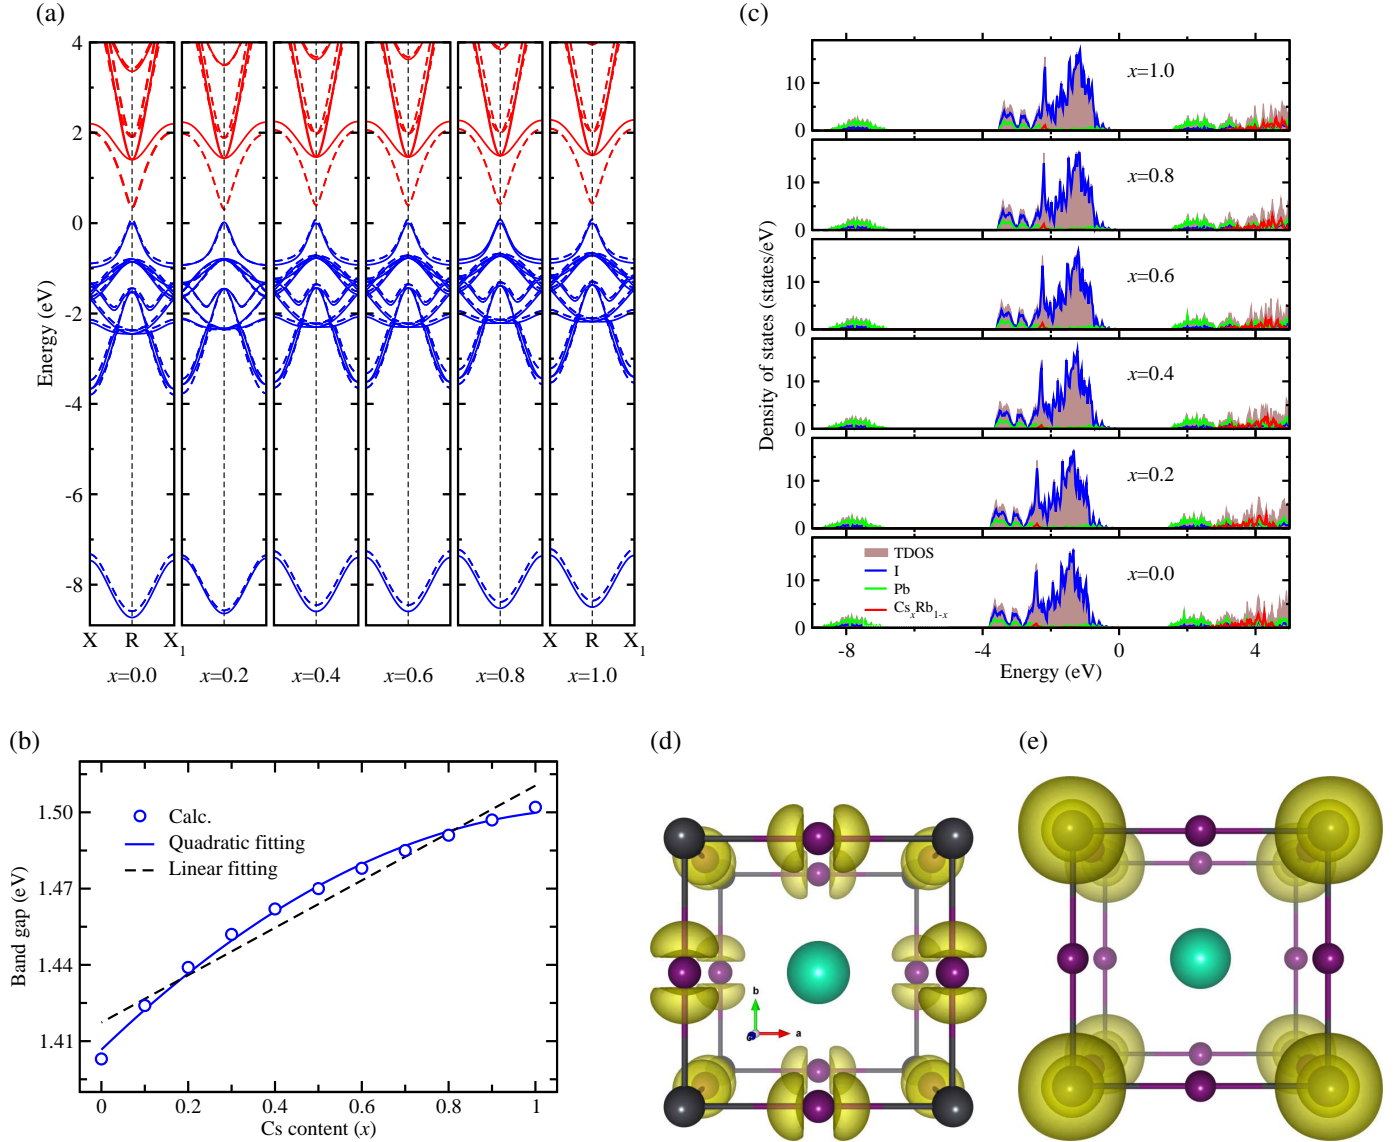 (a)
4
2
0
-2
-4
-6
-8
Energy (eV)
X R X1 X R X1
x=0.0 x=0.2 x=0.4 x=0.6 x=0.8 x=1.0
(c)
10
0
x=1.0
10
0
x=0.8
10
0
x=0.6
10
0
x=0.4
10
0
x=0.2
10
0
x=0.0
TDOS
I
Pb
CsxRb1-x
Density of states (states/eV)
-8 -4 0 4
Energy (eV)
(b)
1.50
1.47
1.44
1.41
Band gap (eV)
Calc.
Quadratic fitting
Linear fitting
0 0.2 0.4 0.6 0.8 1
Cs content (x)
(d)
b
a
(e)